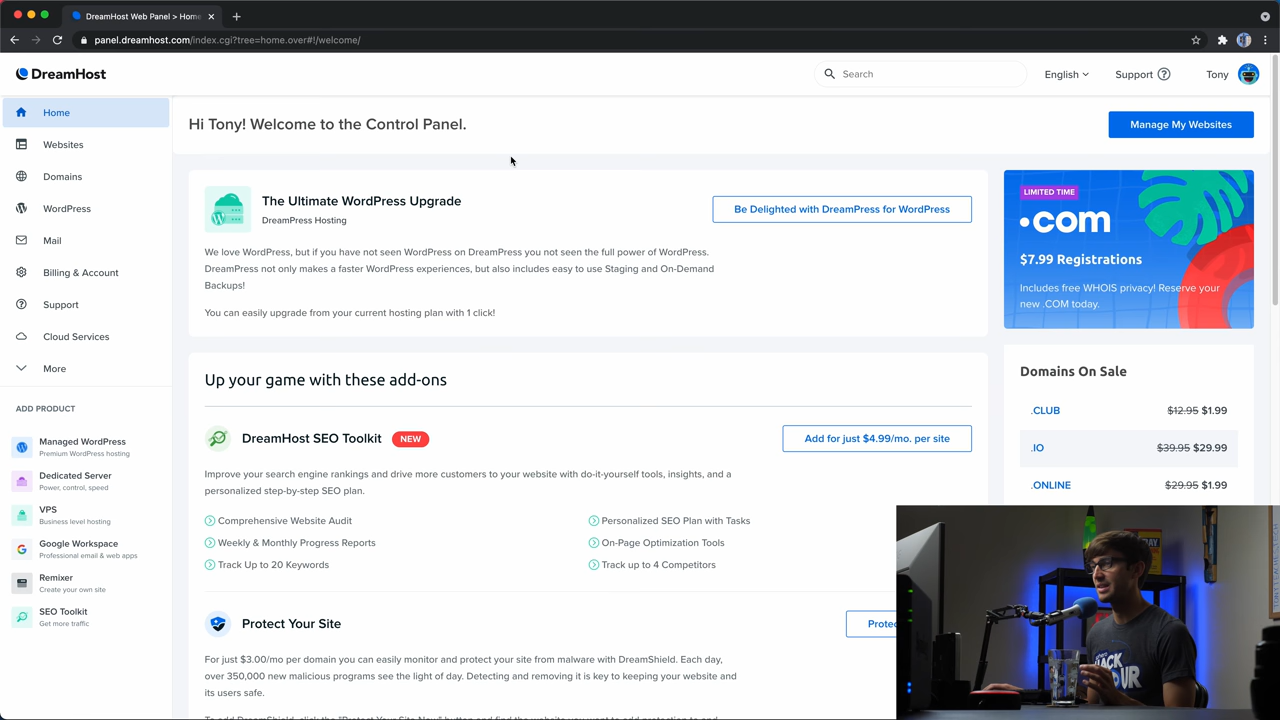 DreamHost Web Panel > Home
panel.dreamhost.com/index.cgi?tree=home.over#!/welcome/
DreamHost
Search
English
Support
Tony
Home
Websites
Domains
WordPress
Mail
Billing & Account
Support
Cloud Services
More
ADD PRODUCT
Managed WordPress
Premium WordPress hosting
Dedicated Server
Power, control, speed
VPS
Business level hosting
Google Workspace
Professional email & web apps
Remixer
Create your own site
SEO Toolkit
Get more traffic
Hi Tony! Welcome to the Control Panel.
Manage My Websites
The Ultimate WordPress Upgrade
DreamPress Hosting
Be Delighted with DreamPress for WordPress
We love WordPress, but if you have not seen WordPress on DreamPress you not seen the full power of WordPress.
DreamPress not only makes a faster WordPress experiences, but also includes easy to use Staging and On-Demand
Backups!
You can easily upgrade from your current hosting plan with 1 click!
Up your game with these add-ons
DreamHost SEO Toolkit NEW
Add for just $4.99/mo. per site
Improve your search engine rankings and drive more customers to your website with do-it-yourself tools, insights, and a
personalized step-by-step SEO plan.
Comprehensive Website Audit
Personalized SEO Plan with Tasks
Weekly & Monthly Progress Reports
On-Page Optimization Tools
Track Up to 20 Keywords
Track up to 4 Competitors
Protect Your Site
For just $3.00/mo per domain you can easily monitor and protect your site from malware with DreamShield. Each day,
over 350,000 new malicious programs see the light of day. Detecting and removing it is key to keeping your website and
its users safe.
LIMITED TIME
.com
$7.99 Registrations
Includes free WHOIS privacy! Reserve your
new .COM today.
Domains On Sale
.CLUB $12.95 $1.99
.IO $39.95 $29.99
.ONLINE $29.95 $1.99